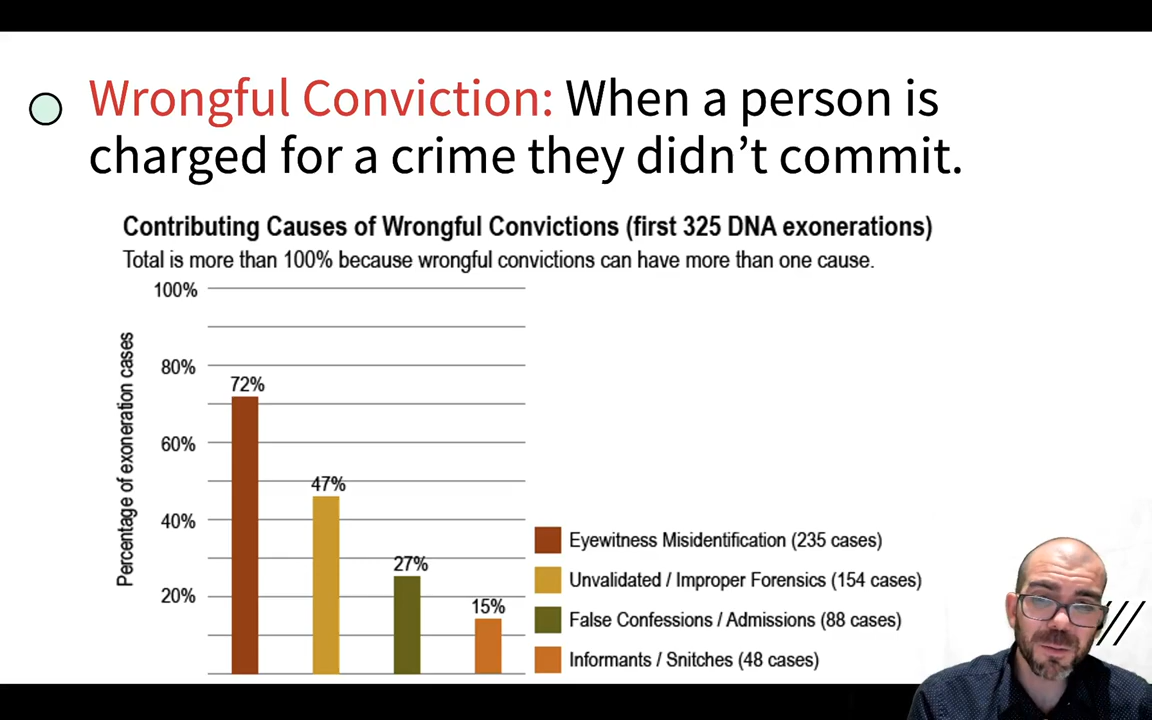 Wrongful Conviction: When a person is
charged for a crime they didn’t commit.
Contributing Causes of Wrongful Convictions (first 325 DNA exonerations)
Total is more than 100% because wrongful convictions can have more than one cause.
Percentage of exoneration cases
100%
80%
60%
40%
20%
72%
47%
27%
15%
Eyewitness Misidentification (235 cases)
Unvalidated / Improper Forensics (154 cases)
False Confessions / Admissions (88 cases)
Informants / Snitches (48 cases)